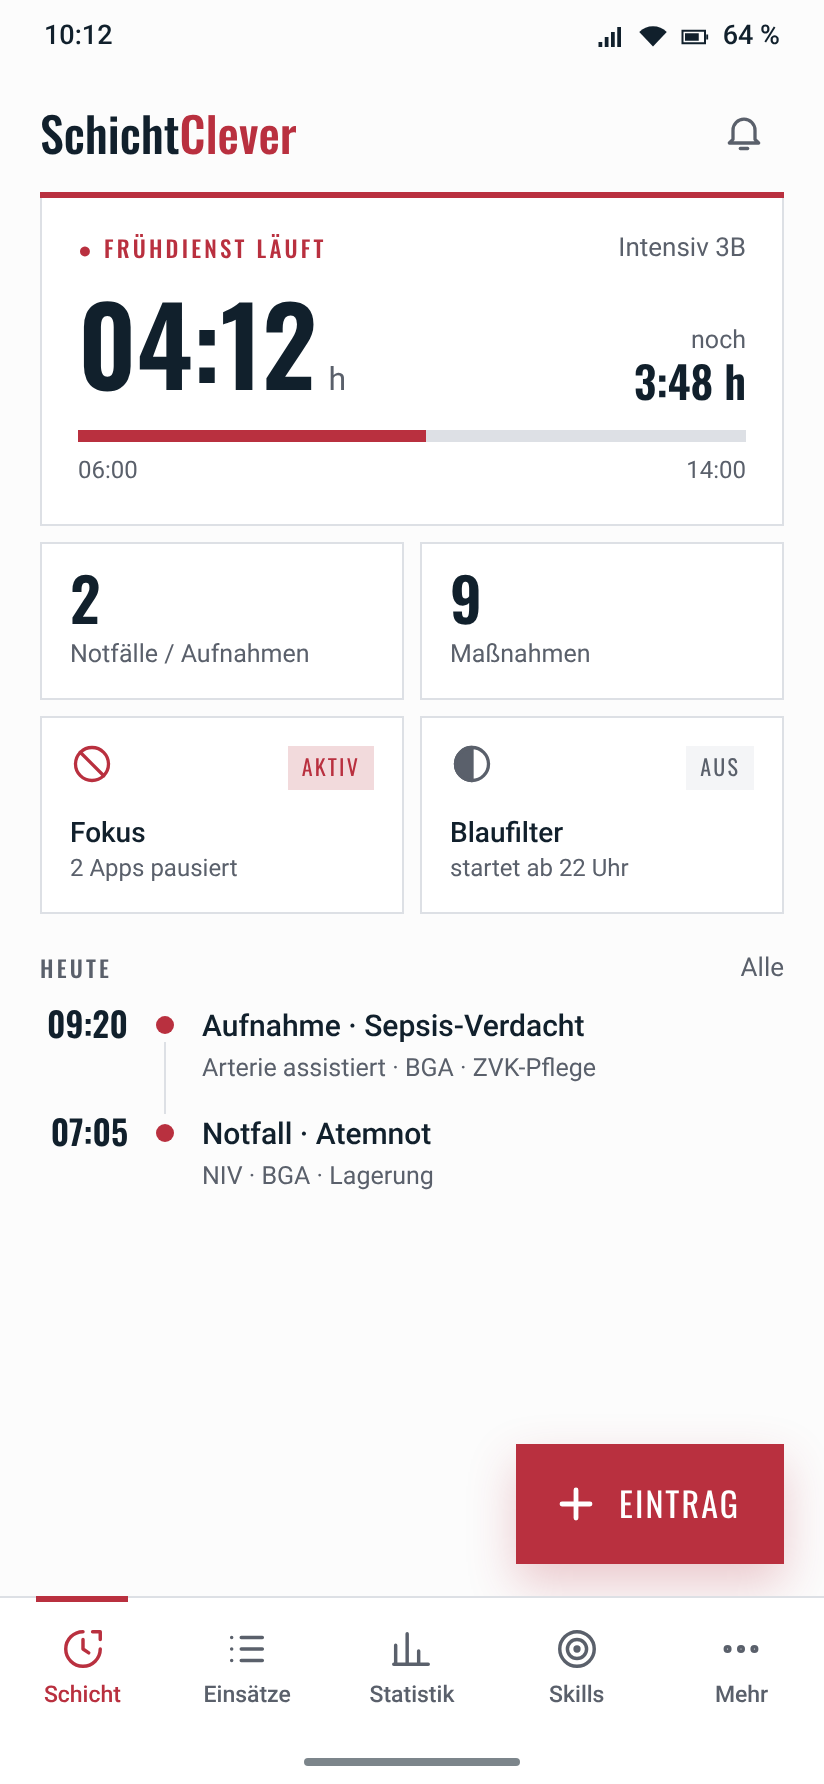 10:12
64 %
SchichtClever
FRÜHDIENST LÄUFT
Intensiv 3B
04:12 h
noch
3:48 h
06:00
14:00
2
Notfälle / Aufnahmen
9
Maßnahmen
AKTIV
Fokus
2 Apps pausiert
AUS
Blaufilter
startet ab 22 Uhr
HEUTE
Alle
09:20
Aufnahme · Sepsis-Verdacht
Arterie assistiert · BGA · ZVK-Pflege
07:05
Notfall · Atemnot
NIV · BGA · Lagerung
+ EINTRAG
Schicht
Einsätze
Statistik
Skills
Mehr